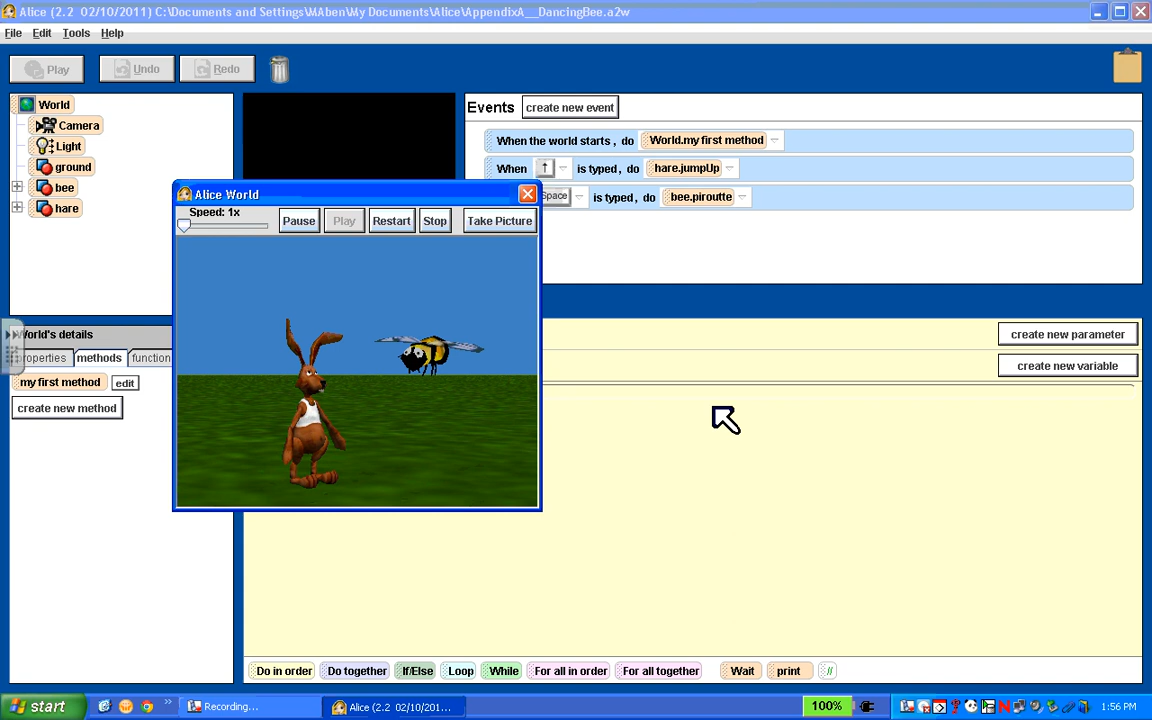 Alice (2.2 02/10/2011) C:\Documents and Settings\MAben\My Documents\Alice\AppendixA__DancingBee.a2w
File Edit Tools Help
Play Undo Redo
World
Camera
Light
ground
bee
hare
Events create new event
When the world starts , do World.my first method
When ↑ is typed, do hare.jumpUp
Space is typed, do bee.piroutte
Alice World
Speed: 1x
Pause Play Restart Stop Take Picture
World's details
properties methods function
my first method edit
create new method
create new parameter
create new variable
Do in order Do together If/Else Loop While For all in order For all together Wait print //
start Recording... Alice (2.2 02/10/201... 100% 1:56 PM